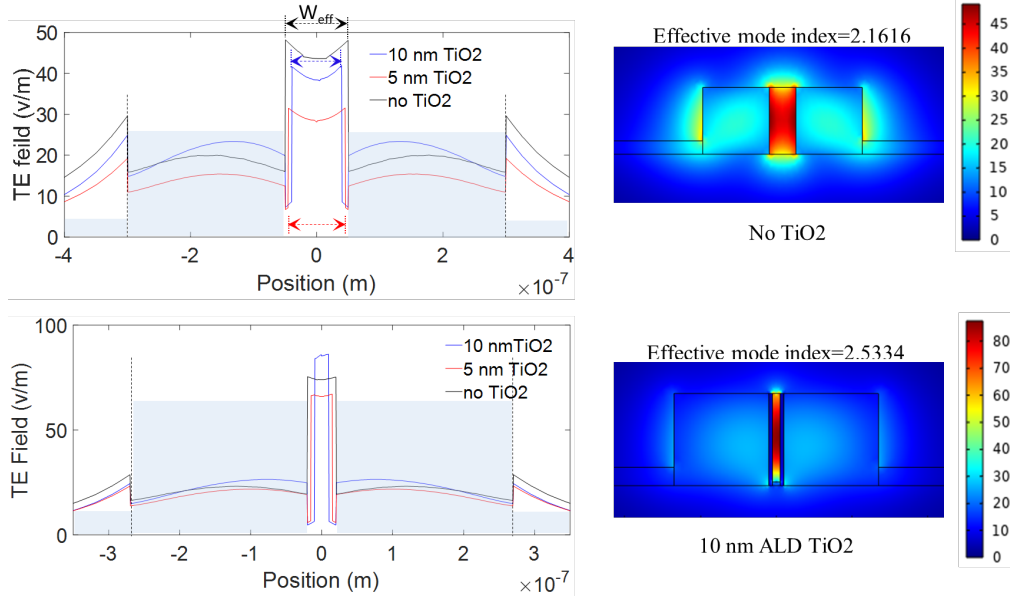 W_eff
50
40
30
20
10
0
TE feild (v/m)
10 nm TiO2
5 nm TiO2
no TiO2
-4
-2
0
2
4
Position (m)
×10^-7
Effective mode index=2.1616
No TiO2
45
40
35
30
25
20
15
10
5
0
100
50
0
TE Field (v/m)
10 nmTiO2
5 nm TiO2
no TiO2
-3
-2
-1
0
1
2
3
Position (m)
×10^-7
Effective mode index=2.5334
10 nm ALD TiO2
80
70
60
50
40
30
20
10
0